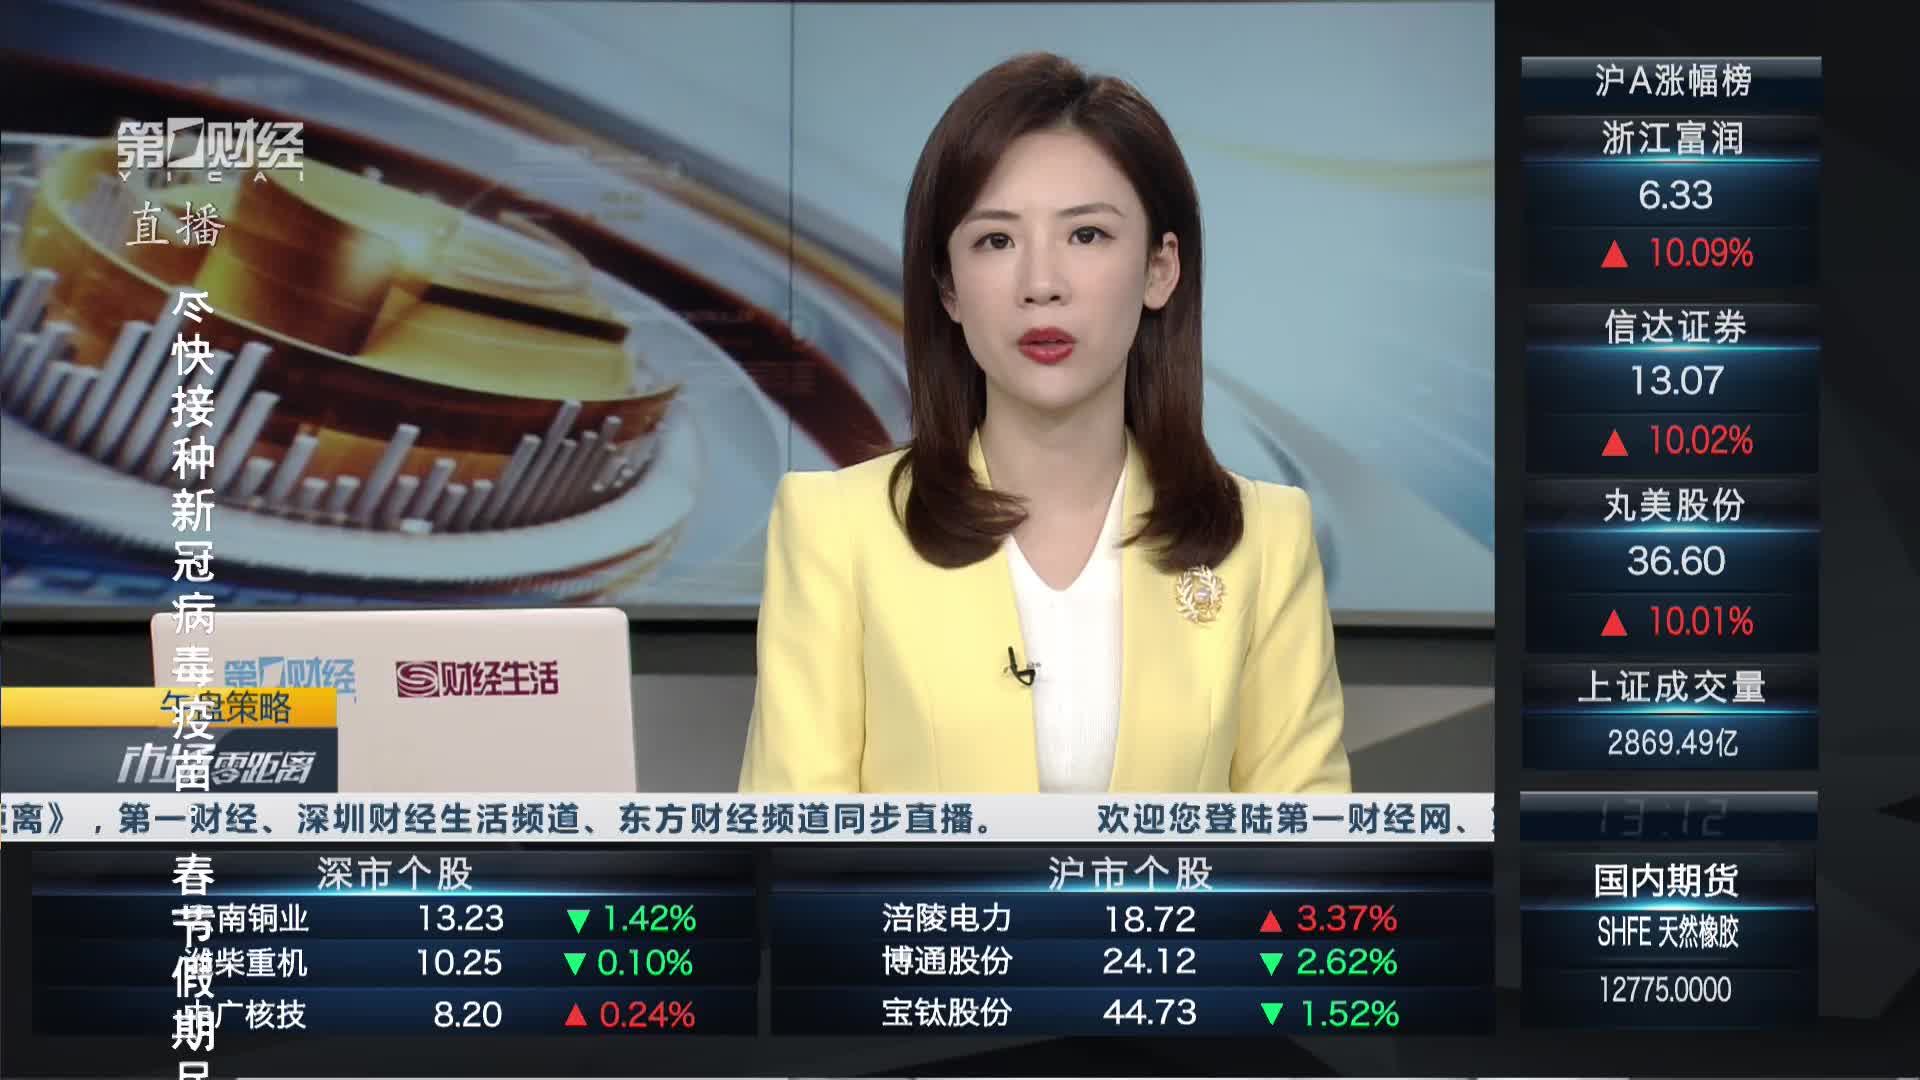 第一财经
YICAI
直播
尽快接种新冠病毒疫苗。春节假期
第一财经
财经生活
午盘策略
市场零距离
距离》，第一财经、深圳财经生活频道、东方财经频道同步直播。 欢迎您登陆第一财经网、
深市个股
云南铜业 13.23 ▼ 1.42%
潍柴重机 10.25 ▼ 0.10%
中广核技 8.20 ▲ 0.24%
沪市个股
涪陵电力 18.72 ▲ 3.37%
博通股份 24.12 ▼ 2.62%
宝钛股份 44.73 ▼ 1.52%
沪A涨幅榜
浙江富润
6.33
▲ 10.09%
信达证券
13.07
▲ 10.02%
丸美股份
36.60
▲ 10.01%
上证成交量
2869.49亿
13:12
国内期货
SHFE 天然橡胶
12775.0000